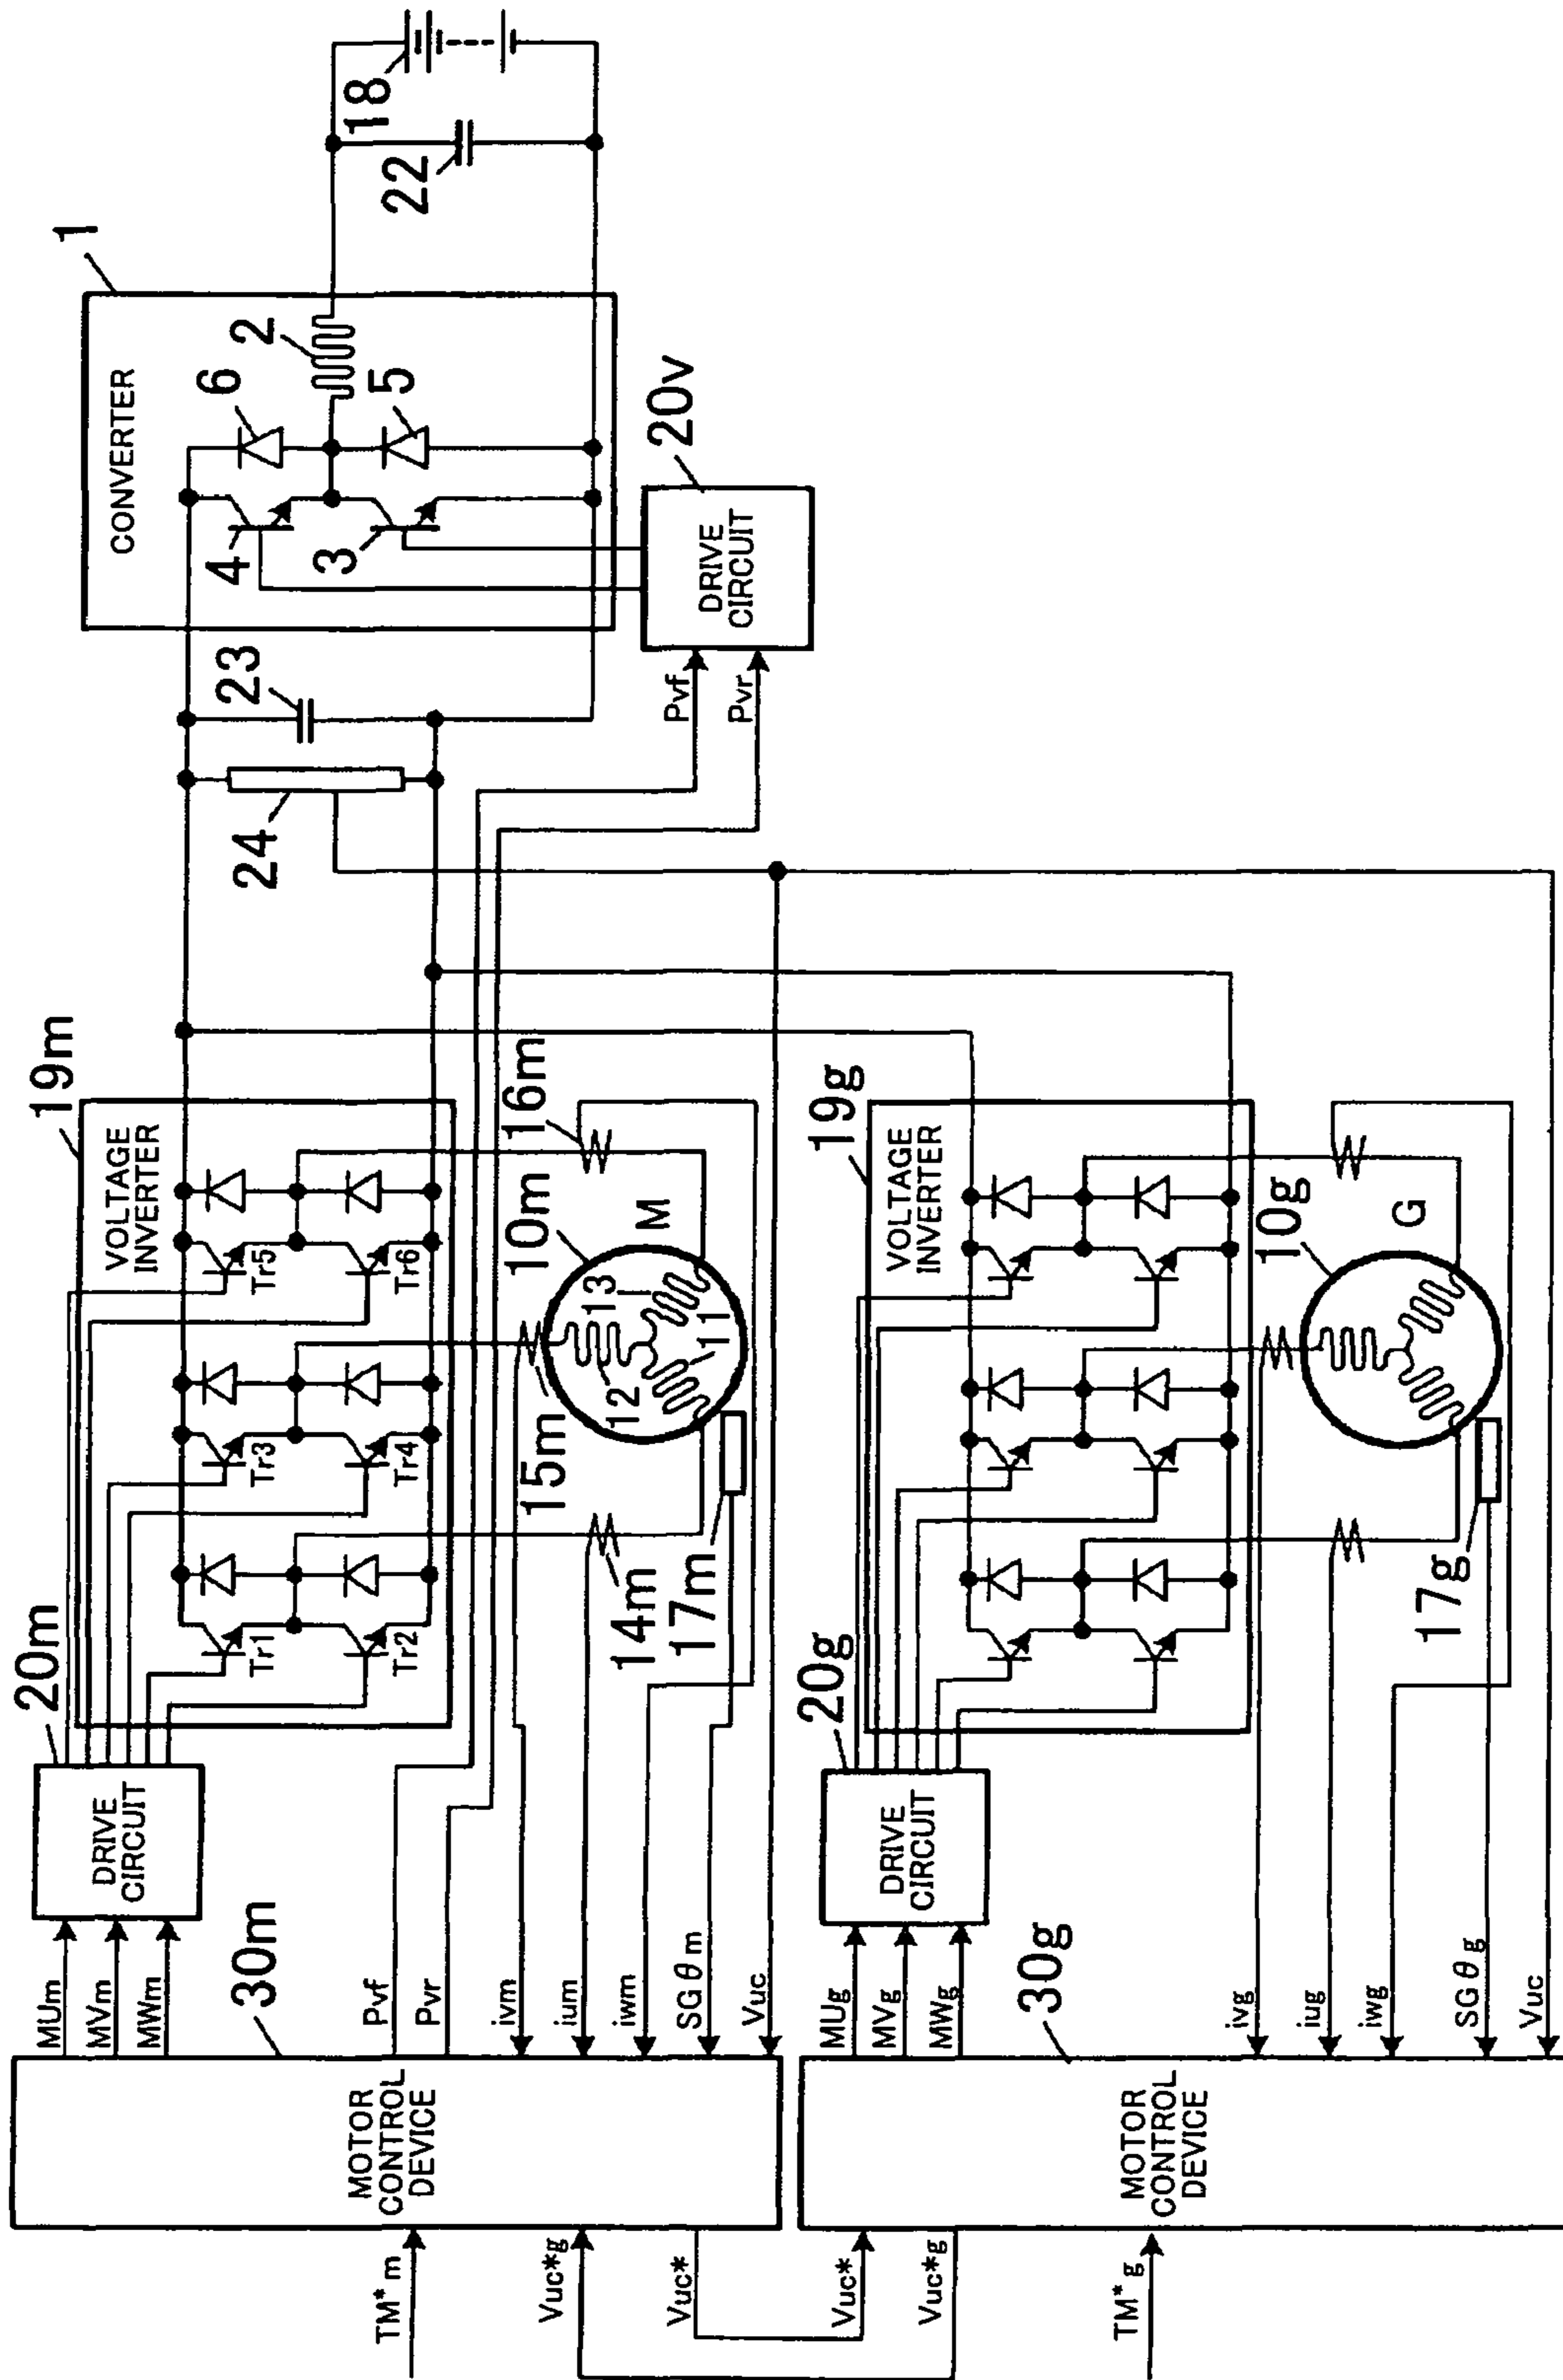 1
CONVERTER
2
6
5
4
3
18
22
20v
DRIVE
CIRCUIT
Pvf
Pvr
23
24
19m
VOLTAGE
INVERTER
Tr1
Tr2
Tr3
Tr4
Tr5
Tr6
16m
10m
M
13
12
11
15m
14m
17m
20m
DRIVE
CIRCUIT
MUm
MVm
MWm
30m
Pvf
Pvr
ivm
ium
iwm
SGθm
Vuc
MOTOR
CONTROL
DEVICE
TM*m
Vuc*g
Vuc*
19g
VOLTAGE
INVERTER
10g
G
17g
20g
DRIVE
CIRCUIT
MUg
MVg
MWg
30g
ivg
iug
iwg
SGθg
Vuc
MOTOR
CONTROL
DEVICE
Vuc*
Vuc*g
TM*g